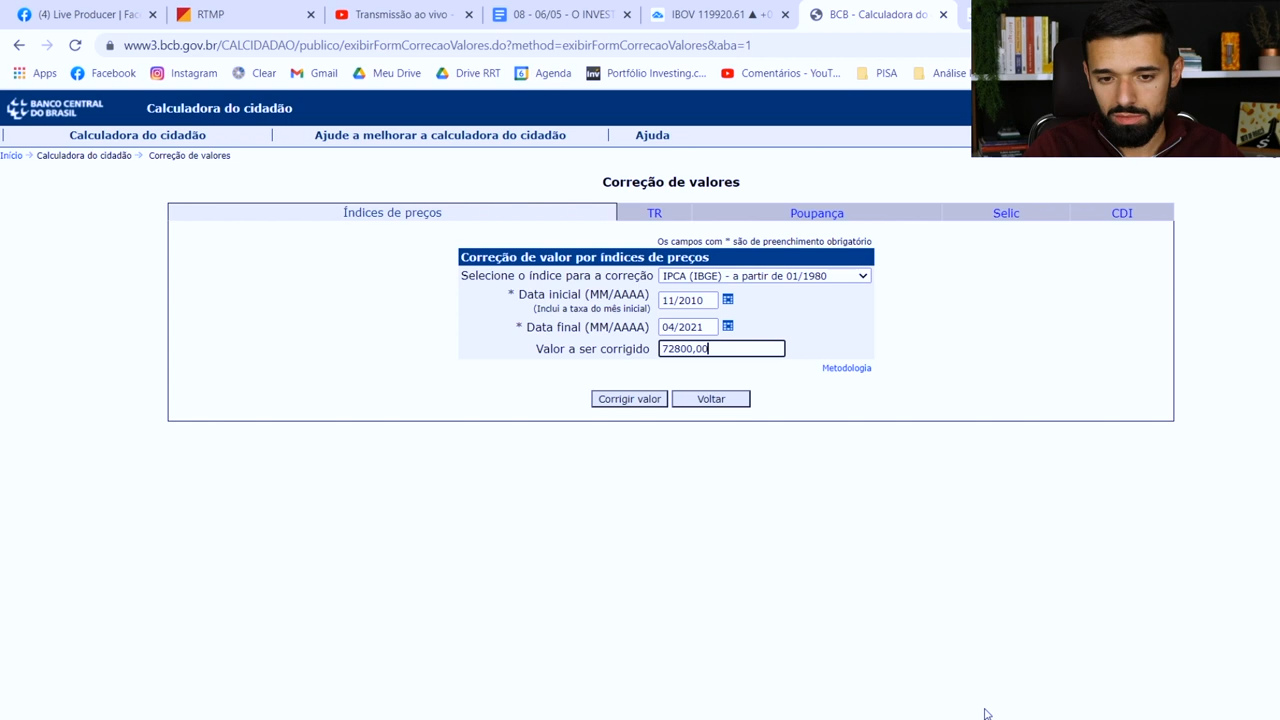 (4) Live Producer | Fac
RTMP
Transmissão ao vivo -
08 - 06/05 - O INVEST
IBOV 119920.61 ▲ +0
BCB - Calculadora do
www3.bcb.gov.br/CALCIDADAO/publico/exibirFormCorrecaoValores.do?method=exibirFormCorrecaoValores&aba=1
Apps Facebook Instagram Clear Gmail Meu Drive Drive RRT Agenda Portfólio Investing.c... Comentários - YouT... PISA Análise
BANCO CENTRAL
DO BRASIL
Calculadora do cidadão
Calculadora do cidadão | Ajude a melhorar a calculadora do cidadão | Ajuda
Início → Calculadora do cidadão → Correção de valores
Correção de valores
Índices de preços TR Poupança Selic CDI
Os campos com * são de preenchimento obrigatório
Correção de valor por índices de preços
Selecione o índice para a correção IPCA (IBGE) - a partir de 01/1980
* Data inicial (MM/AAAA) 11/2010
(Inclui a taxa do mês inicial)
* Data final (MM/AAAA) 04/2021
Valor a ser corrigido 72800,00
Metodologia
Corrigir valor Voltar